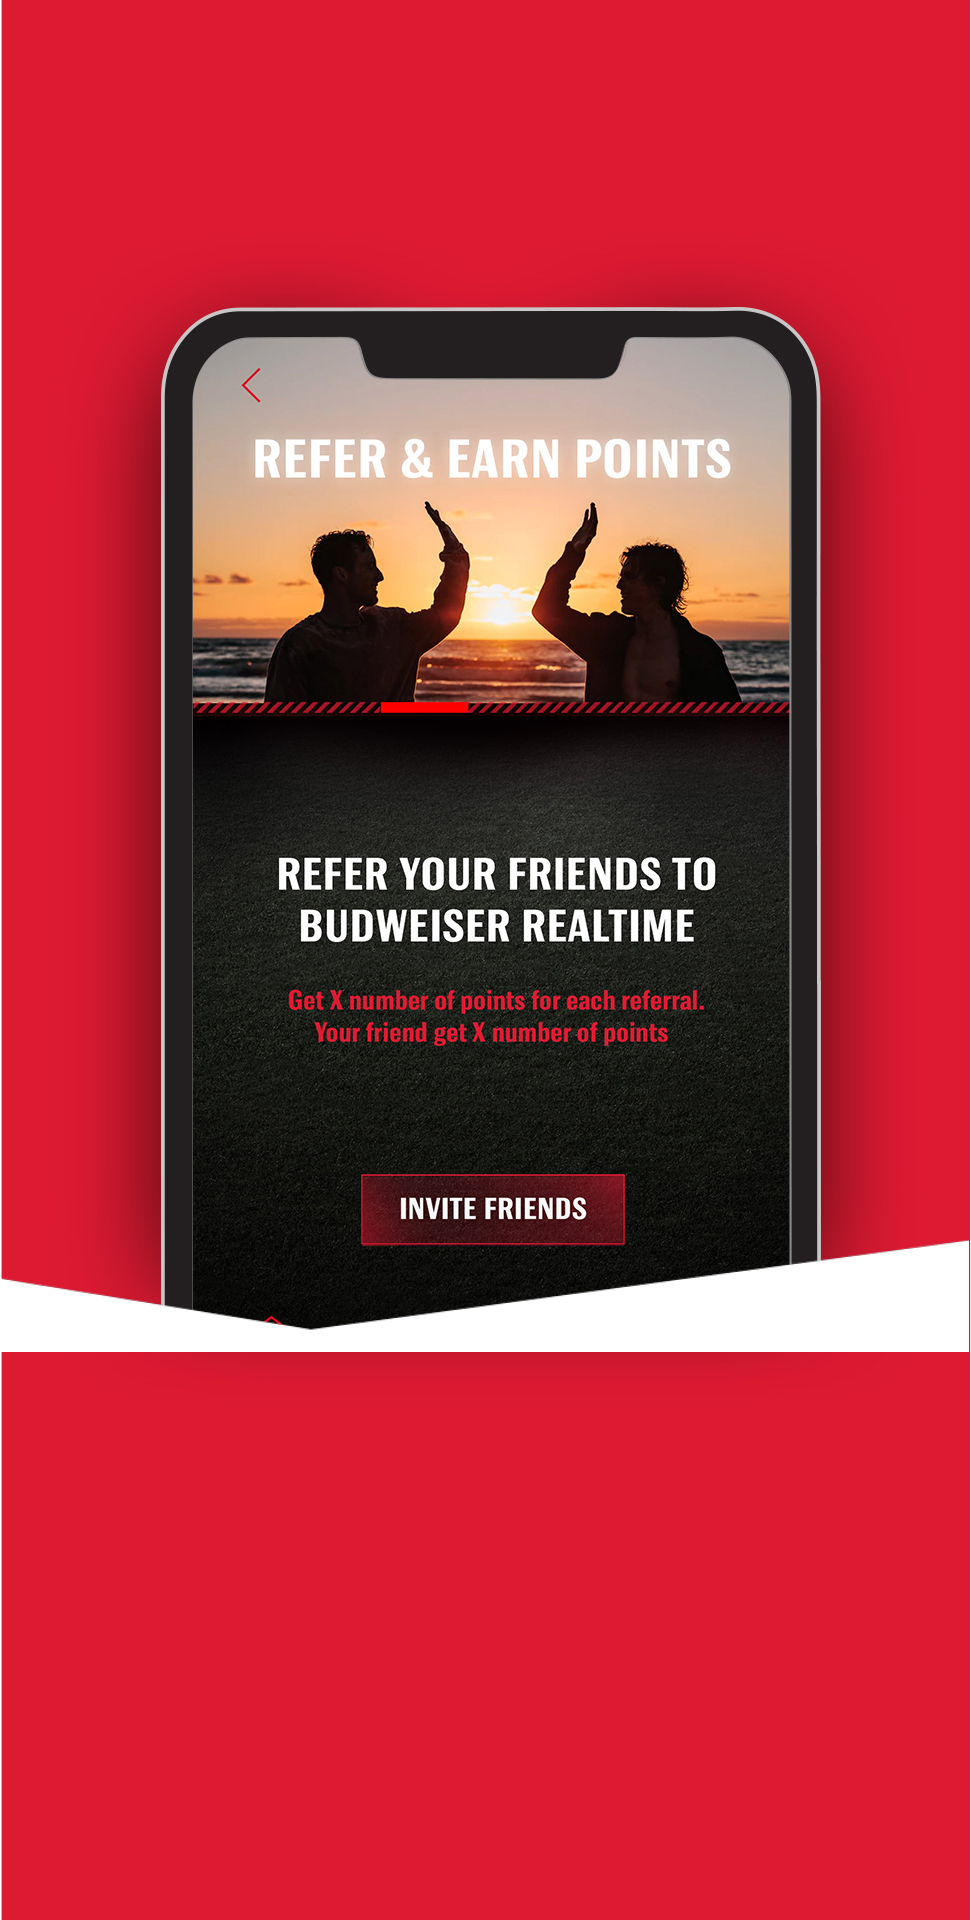 REFER & EARN POINTS
REFER YOUR FRIENDS TO
BUDWEISER REALTIME
Get X number of points for each referral.
Your friend get X number of points
INVITE FRIENDS